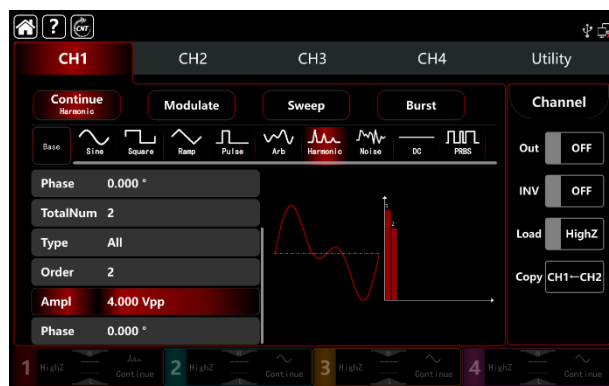 ? CNT
CH1 CH2 CH3 CH4 Utility
Continue Modulate Sweep Burst Channel
Harmonic
Base Sine Square Ramp Pulse Arb Harmonic Noise DC PRBS
Out OFF
Phase 0.000 °
INV OFF
TotalNum 2
1
2
Load HighZ
Type All
Order 2
Copy CH1←CH2
Ampl 4.000 Vpp
Phase 0.000 °
1 HighZ Continue 2 HighZ Continue 3 HighZ Continue 4 HighZ Continue